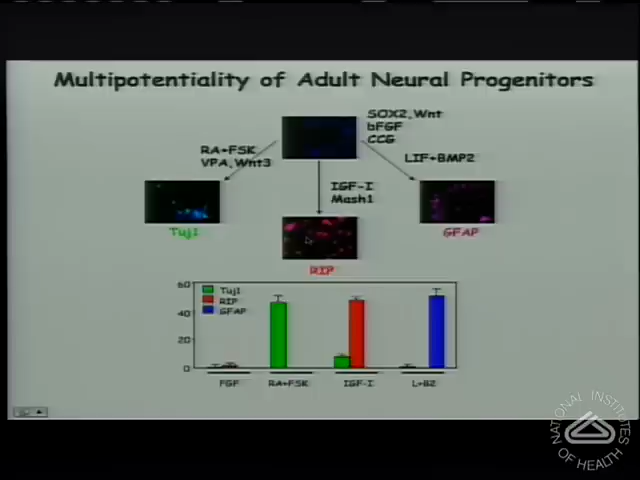 Multipotentiality of Adult Neural Progenitors
SOX2,Wnt
bFGF
CCG
RA+FSK
VPA,Wnt3
LIF+BMP2
IGF-I
Mash1
Tuj1
GFAP
RIP
60
40
20
0
Tuj1
RIP
GFAP
FGF
RA+FSK
IGF-I
L+B2
NATIONAL INSTITUTES
OF HEALTH